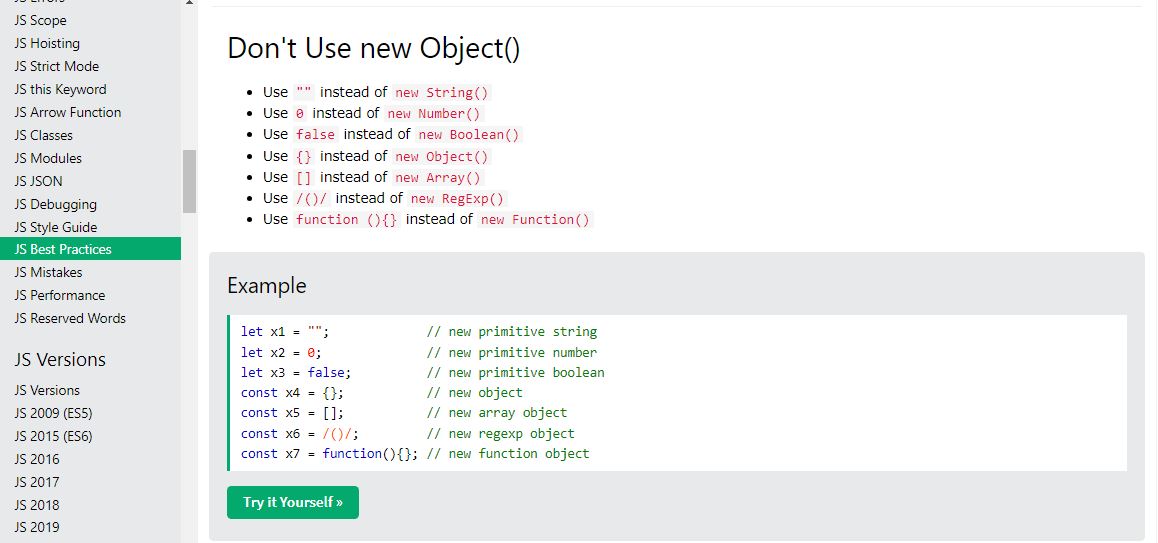 JS Errors
JS Scope
JS Hoisting
JS Strict Mode
JS this Keyword
JS Arrow Function
JS Classes
JS Modules
JS JSON
JS Debugging
JS Style Guide
JS Best Practices
JS Mistakes
JS Performance
JS Reserved Words
JS Versions
JS Versions
JS 2009 (ES5)
JS 2015 (ES6)
JS 2016
JS 2017
JS 2018
JS 2019
Don't Use new Object()
• Use "" instead of new String()
• Use 0 instead of new Number()
• Use false instead of new Boolean()
• Use {} instead of new Object()
• Use [] instead of new Array()
• Use /()/ instead of new RegExp()
• Use function (){} instead of new Function()
Example
let x1 = "";             // new primitive string
let x2 = 0;              // new primitive number
let x3 = false;          // new primitive boolean
const x4 = {};           // new object
const x5 = [];           // new array object
const x6 = /()/;         // new regexp object
const x7 = function(){}; // new function object
Try it Yourself »